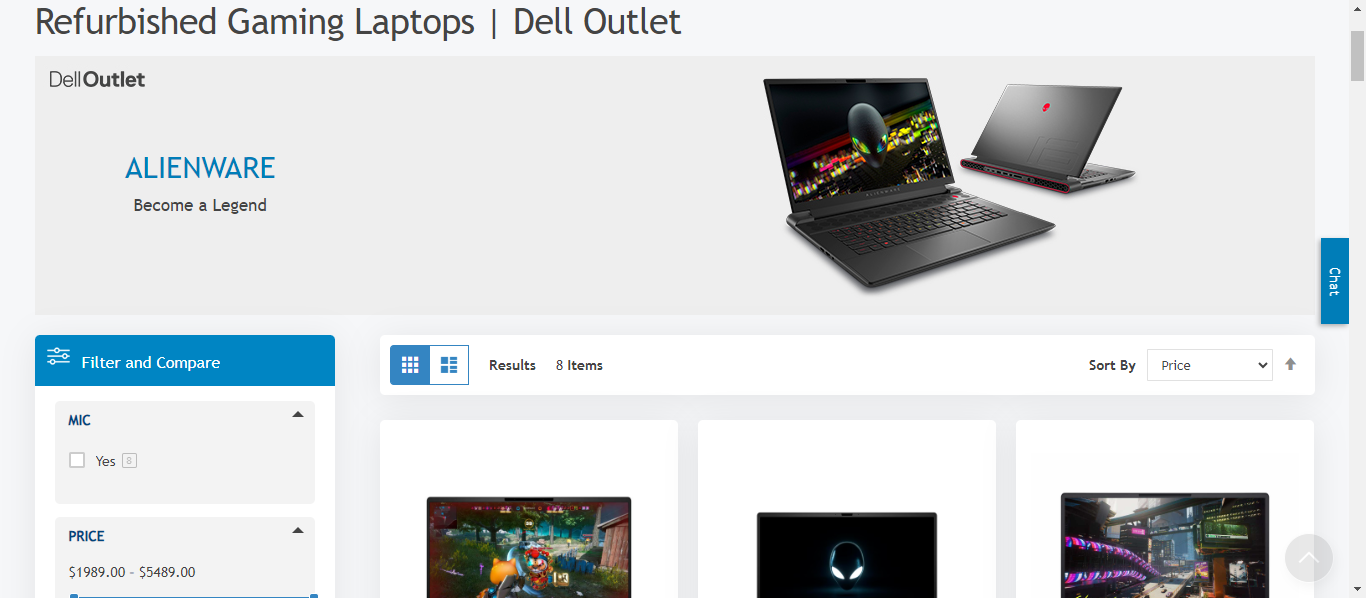 Refurbished Gaming Laptops | Dell Outlet
DellOutlet
ALIENWARE
Become a Legend
ALIENWARE
Chat
Filter and Compare
Results 8 Items
Sort By Price
MIC
Yes 8
PRICE
$1989.00 - $5489.00